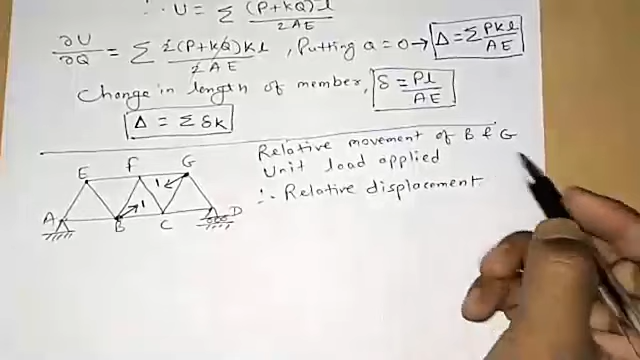 ∴ U = Σ (P+kQ)²l / 2AE
∂U/∂Q = Σ 2(P+kQ)kl / 2AE , Putting Q = 0 → Δ = Σ Pkl/AE
Change in length of member, δ = Pl/AE
Δ = Σ δk
Relative movement of B & G
Unit load applied
∴ Relative displacement
E F G
1 1
A B C D